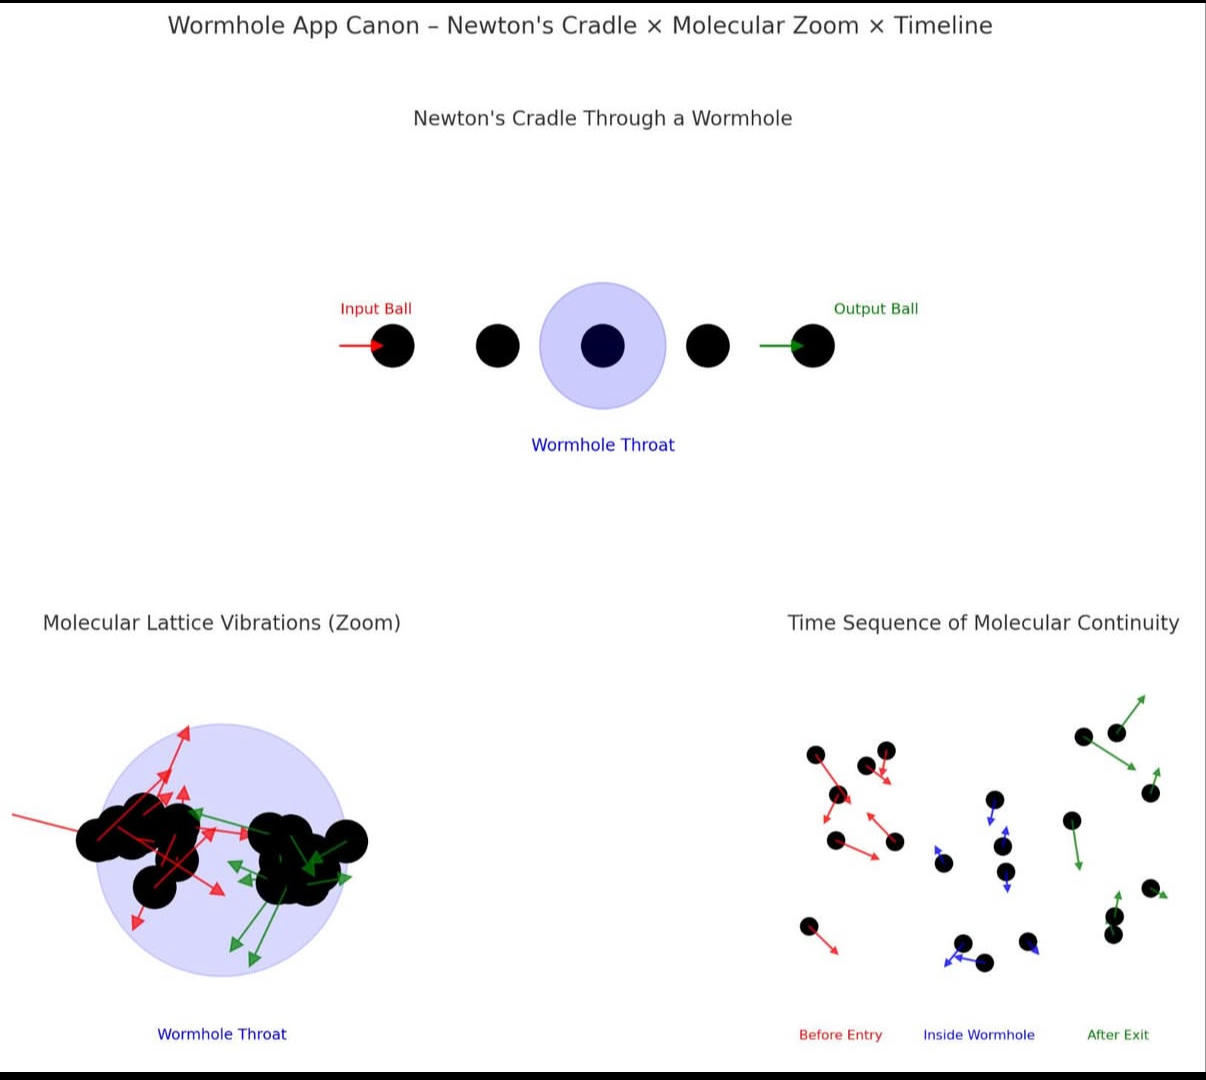 Wormhole App Canon – Newton's Cradle × Molecular Zoom × Timeline
Newton's Cradle Through a Wormhole
Input Ball
Output Ball
Wormhole Throat
Molecular Lattice Vibrations (Zoom)
Time Sequence of Molecular Continuity
Wormhole Throat
Before Entry
Inside Wormhole
After Exit